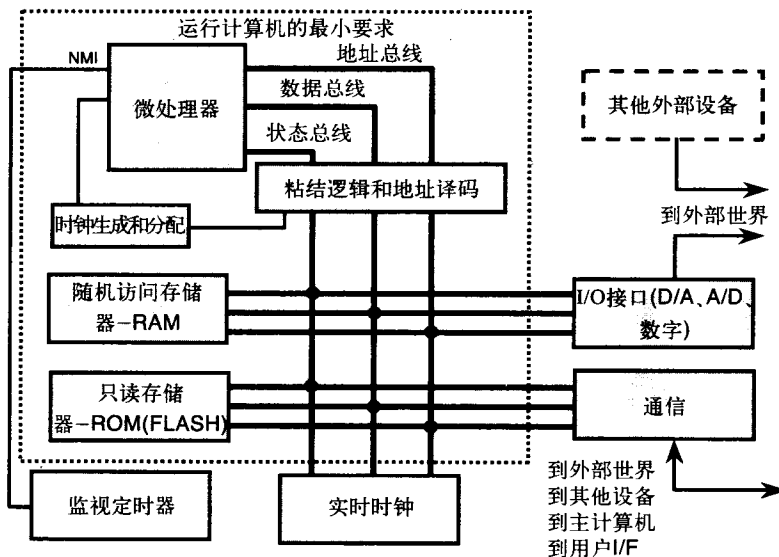 运行计算机的最小要求
NMI
地址总线
微处理器
数据总线
状态总线
其他外部设备
粘结逻辑和地址译码
时钟生成和分配
到外部世界
随机访问存储
器-RAM
I/O接口(D/A、A/D、
数字)
只读存储
器-ROM(FLASH)
通信
监视定时器
实时时钟
到外部世界
到其他设备
到主计算机
到用户I/F